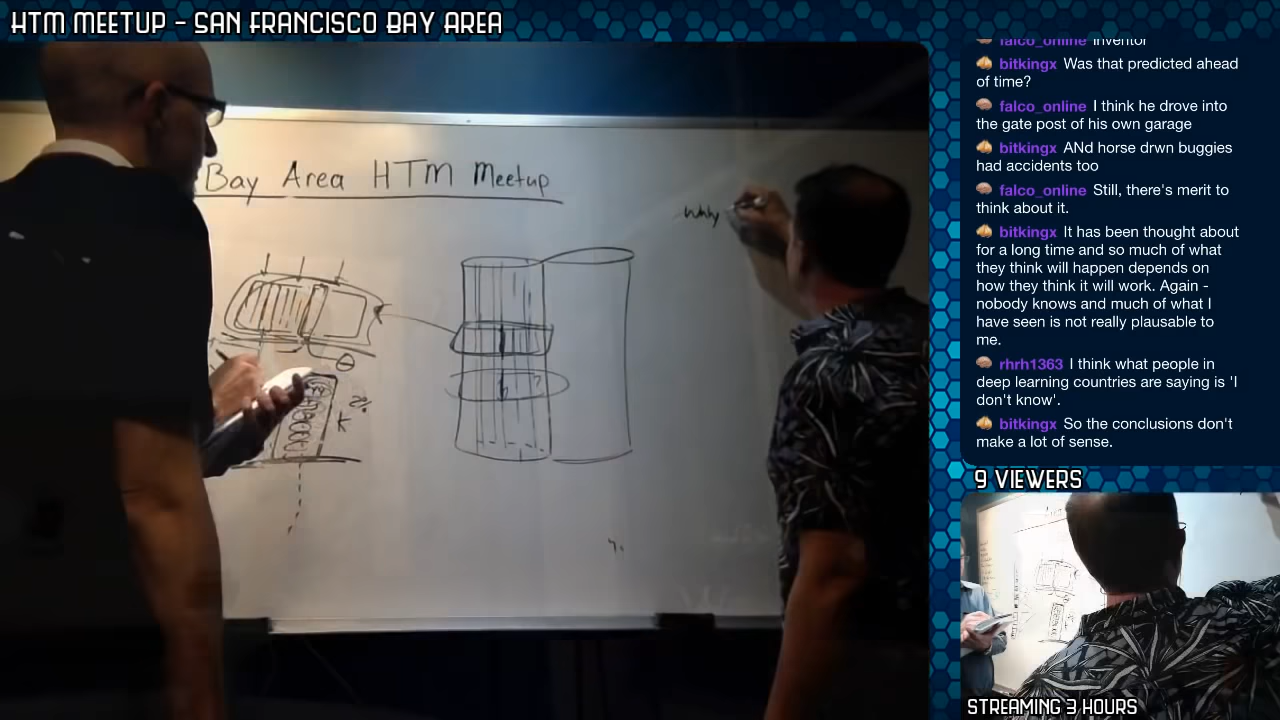 HTM MEETUP - SAN FRANCISCO BAY AREA
Bay Area HTM Meetup
Why
K
falco_online Inventor
bitkingx Was that predicted ahead
of time?
falco_online I think he drove into
the gate post of his own garage
bitkingx ANd horse drwn buggies
had accidents too
falco_online Still, there's merit to
think about it.
bitkingx It has been thought about
for a long time and so much of what
they think will happen depends on
how they think it will work. Again -
nobody knows and much of what I
have seen is not really plausable to
me.
rhrh1363 I think what people in
deep learning countries are saying is 'I
don't know'.
bitkingx So the conclusions don't
make a lot of sense.
9 VIEWERS
STREAMING 3 HOURS